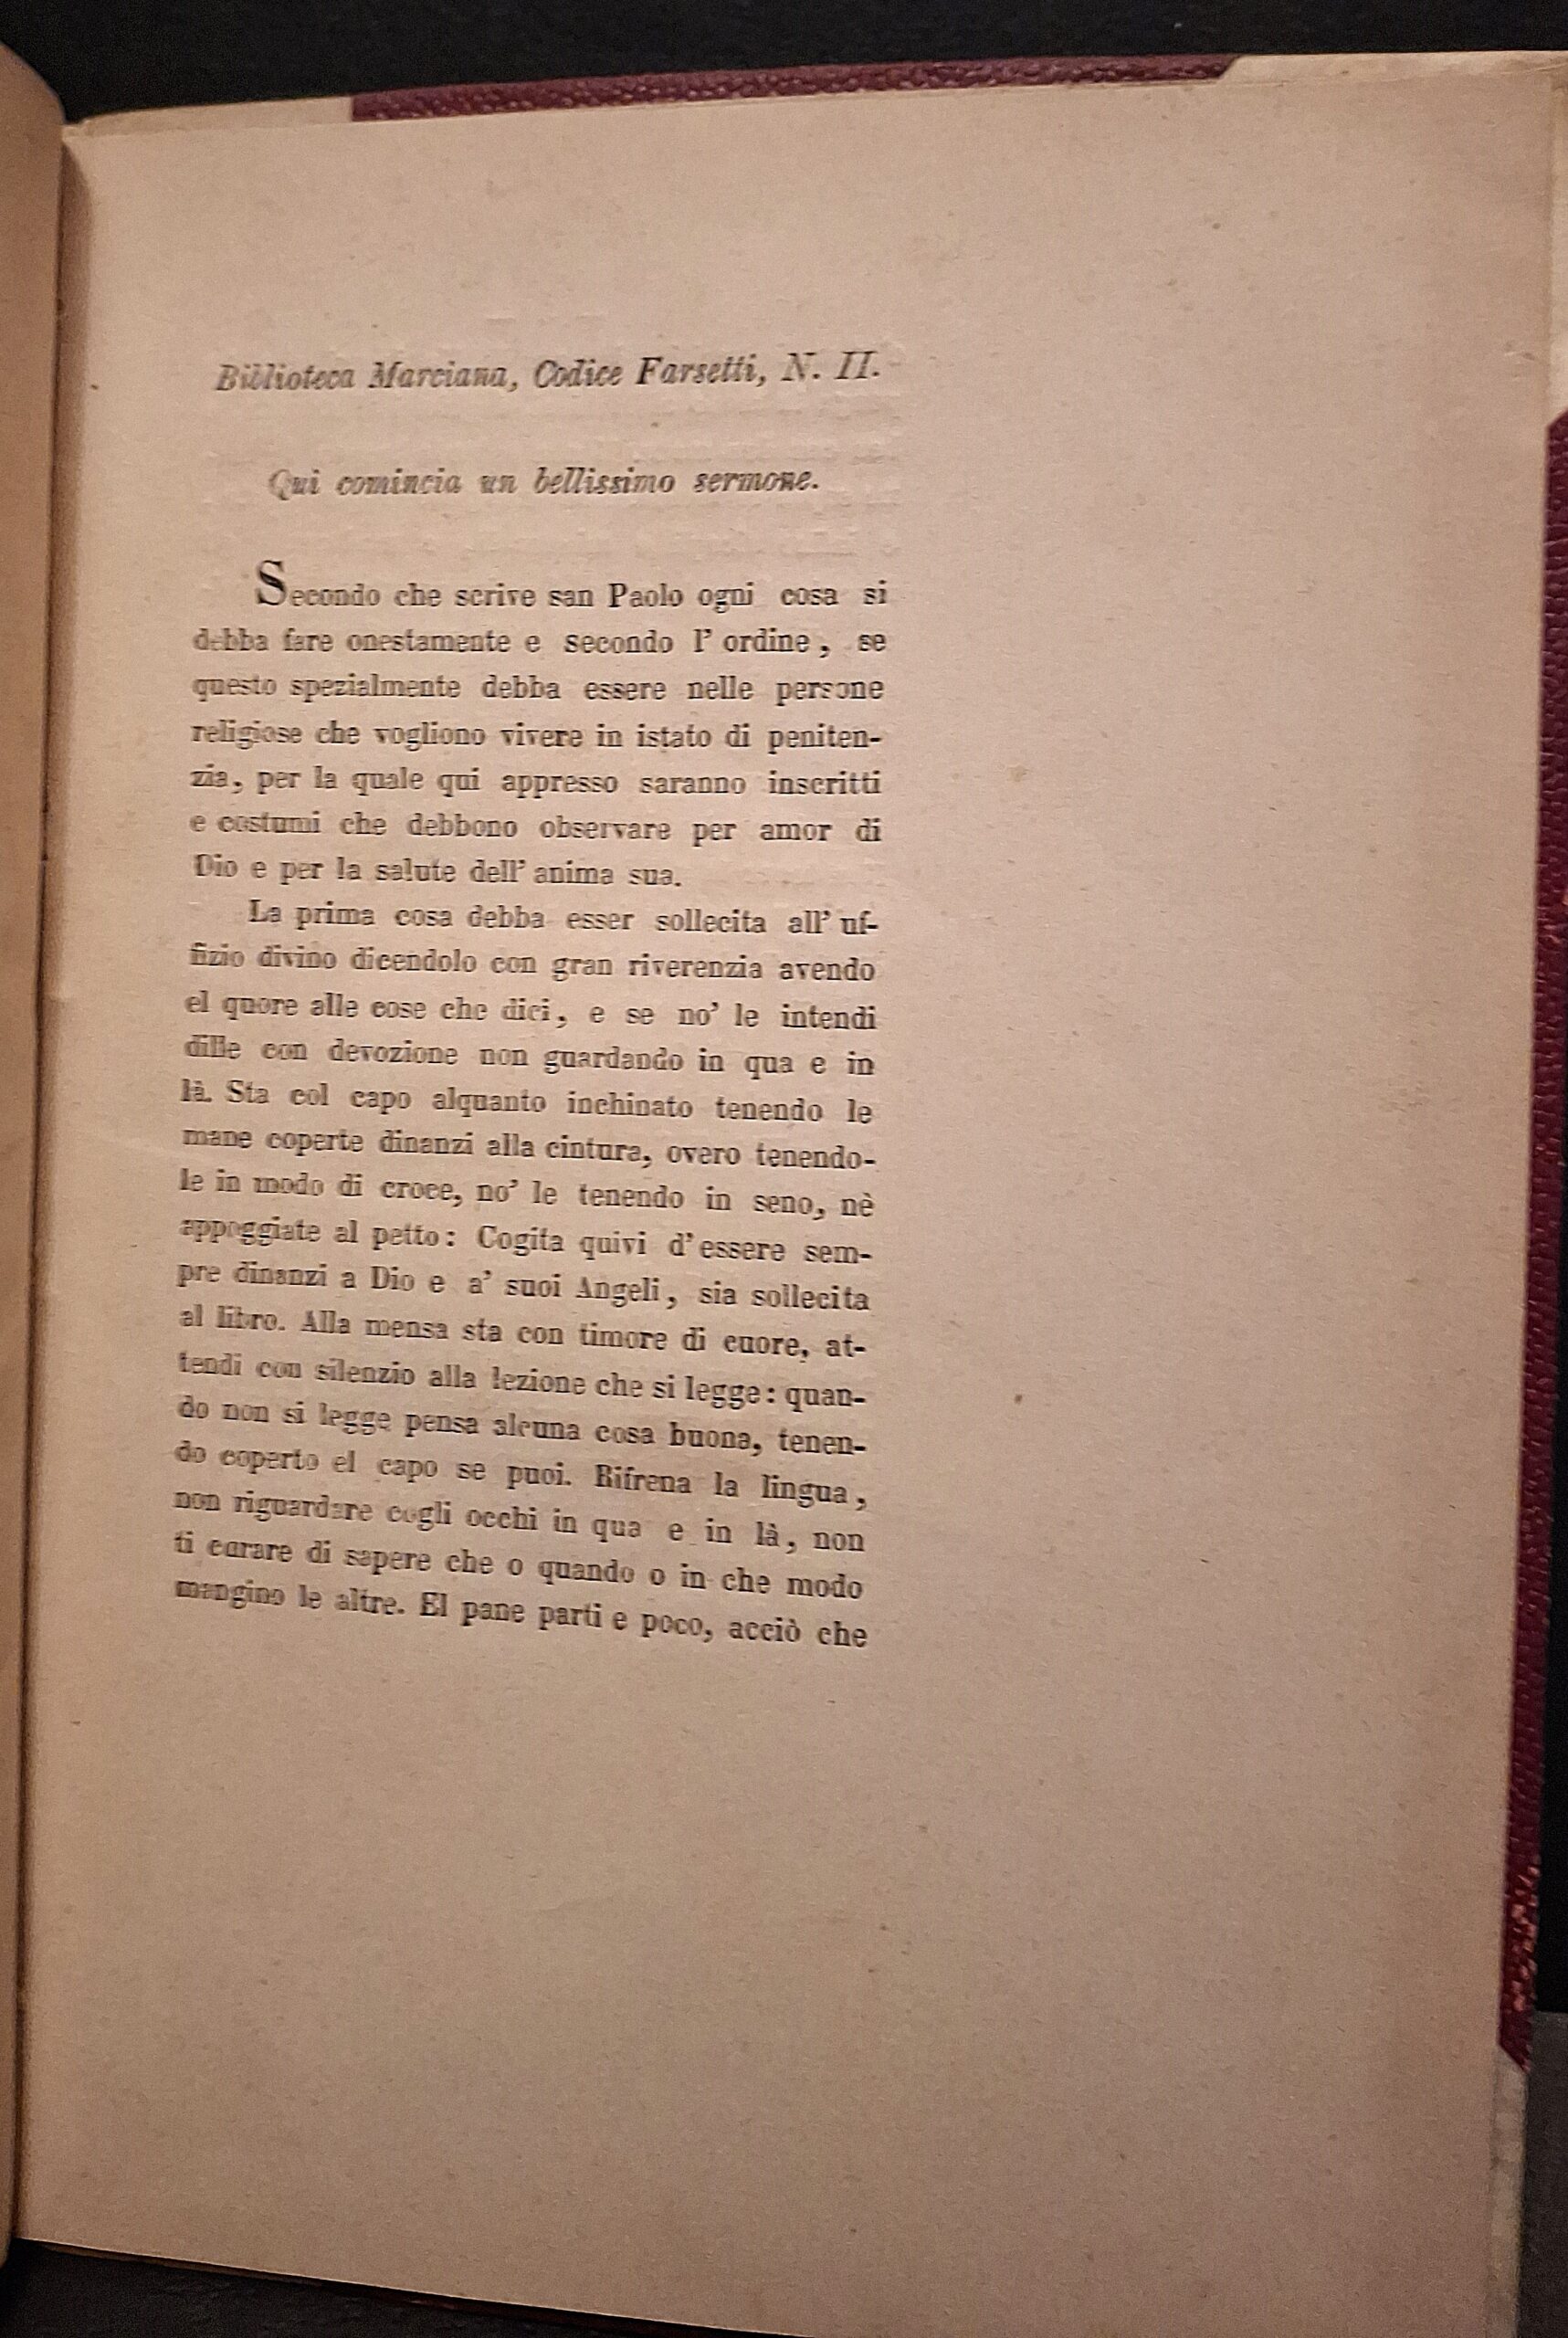 Biblioteca Marciana, Codice Farsetti, N. II.
Qui comincia un bellissimo sermone.
Secondo che scrive san Paolo ogni cosa si
debba fare onestamente e secondo l' ordine, se
questo spezialmente debba essere nelle persone
religiose che vogliono vivere in istato di peniten-
zia, per la quale qui appresso saranno inscritti
e costumi che debbono observare per amor di
Dio e per la salute dell' anima sua.
La prima cosa debba esser sollecita all' uf-
fizio divino dicendolo con gran riverenzia avendo
el quore alle cose che dici, e se no' le intendi
dille con devozione non guardando in qua e in
là. Sta col capo alquanto inchinato tenendo le
mane coperte dinanzi alla cintura, overo tenendo-
le in modo di croce, no' le tenendo in seno, nè
appoggiate al petto: Cogita quivi d' essere sem-
pre dinanzi a Dio e a' suoi Angeli, sia sollecita
al libro. Alla mensa sta con timore di cuore, at-
tendi con silenzio alla lezione che si legge: quan-
do non si legge pensa alcuna cosa buona, tenen-
do coperto el capo se puoi. Rifrena la lingua,
non riguardare cogli occhi in qua e in là, non
ti curare di sapere che o quando o in che modo
mangino le altre. El pane parti e poco, acciò che